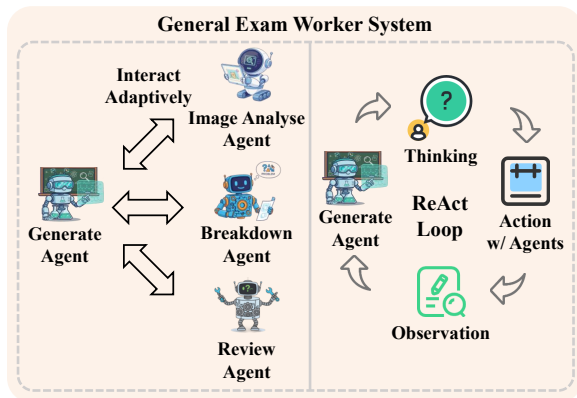 General Exam Worker System
Interact
Adaptively
Image Analyse
Agent
Generate
Agent
Breakdown
Agent
Review
Agent
?
Thinking
Generate
Agent
ReAct
Loop
Action
w/ Agents
Observation